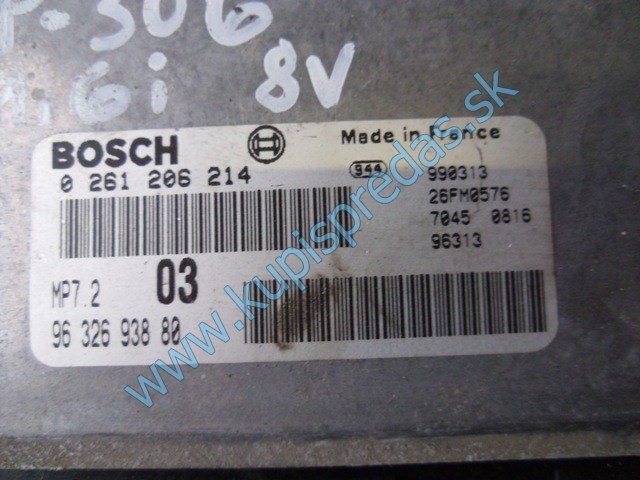 P-306
1,6i 8V
BOSCH Made in France
0 261 206 214 944 990313
26FM0576
7045 0816
96313
MP7.2 03
96 326 938 80
www.kupispredas.sk